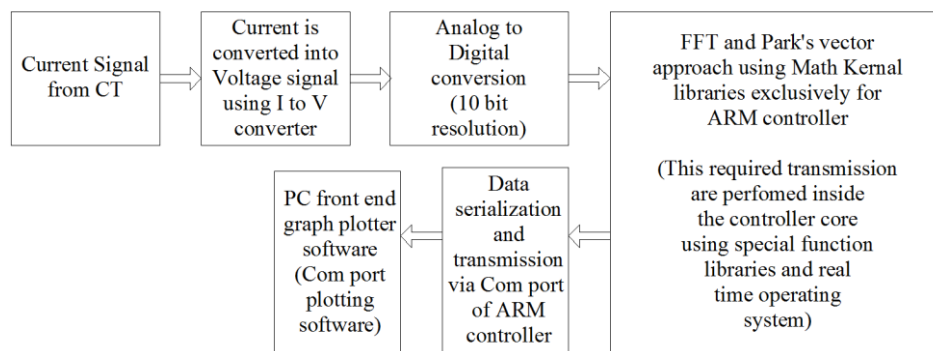 Current Signal
from CT
Current is
converted into
Voltage signal
using I to V
converter
Analog to
Digital
conversion
(10 bit
resolution)
FFT and Park's vector
approach using Math Kernal
libraries exclusively for
ARM controller
(This required transmission
are perfomed inside
the controller core
using special function
libraries and real
time operating
system)
Data
serialization
and
transmission
via Com port
of ARM
controller
PC front end
graph plotter
software
(Com port
plotting
software)